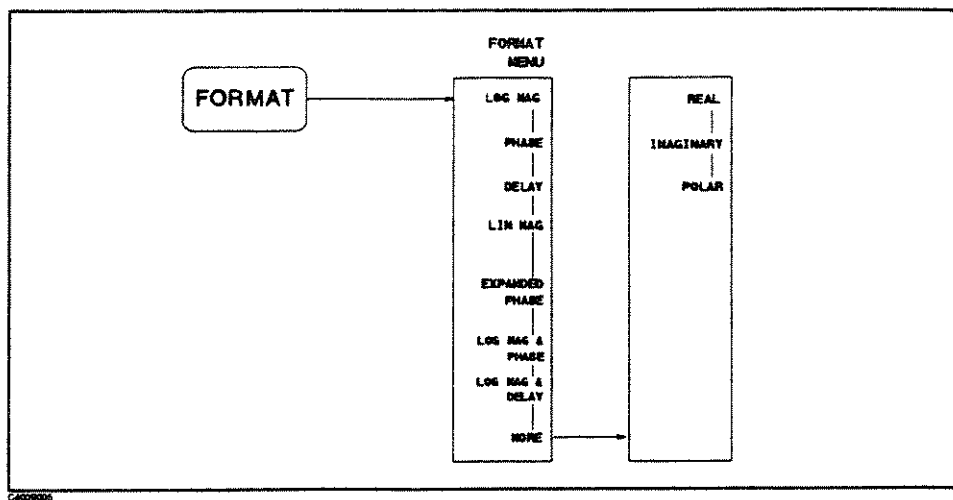 FORMAT
FORMAT
MENU
LOG MAG
PHASE
DELAY
LIN MAG
EXPANDED
PHASE
LOG MAG &
PHASE
LOG MAG &
DELAY
MORE
REAL
IMAGINARY
POLAR
C4009005